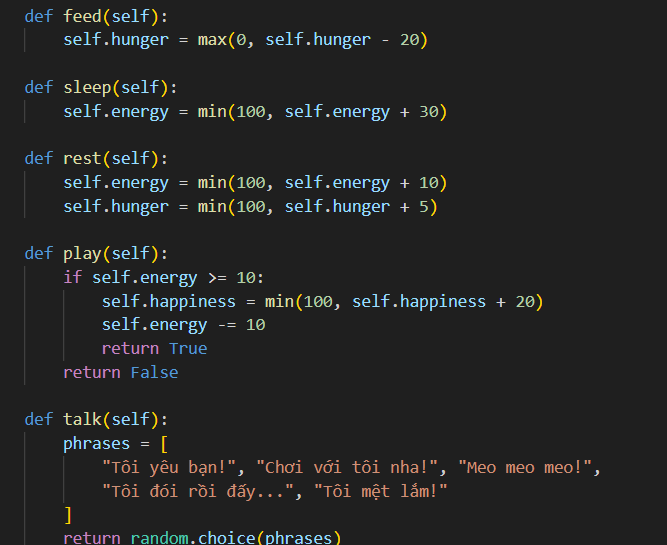 def feed(self):
    self.hunger = max(0, self.hunger - 20)

def sleep(self):
    self.energy = min(100, self.energy + 30)

def rest(self):
    self.energy = min(100, self.energy + 10)
    self.hunger = min(100, self.hunger + 5)

def play(self):
    if self.energy >= 10:
        self.happiness = min(100, self.happiness + 20)
        self.energy -= 10
        return True
    return False

def talk(self):
    phrases = [
        "Tôi yêu bạn!", "Chơi với tôi nha!", "Meo meo meo!",
        "Tôi đói rồi đấy...", "Tôi mệt lắm!"
    ]
    return random.choice(phrases)